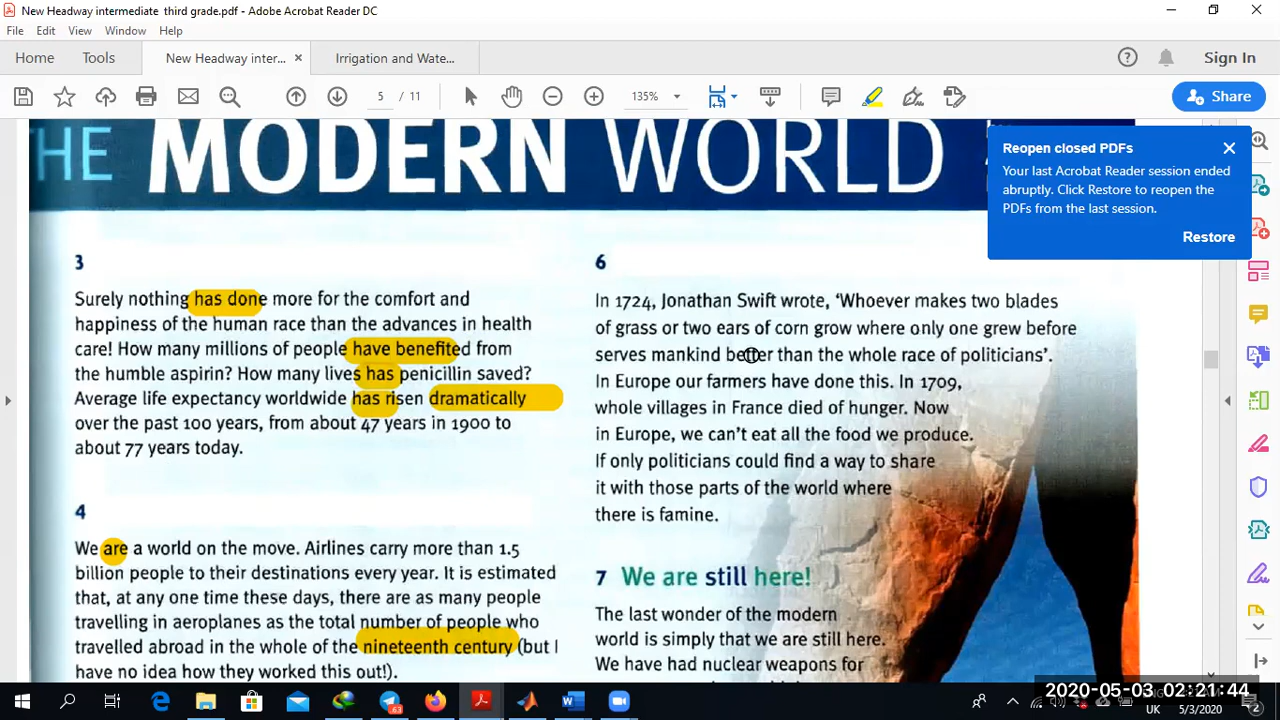 New Headway intermediate  third grade.pdf - Adobe Acrobat Reader DC
File Edit View Window Help
Home Tools New Headway inter... × Irrigation and Wate... Sign In
5 / 11 135% Share
Reopen closed PDFs
Your last Acrobat Reader session ended
abruptly. Click Restore to reopen the
PDFs from the last session.
Restore
THE MODERN WORLD
3
Surely nothing has done more for the comfort and
happiness of the human race than the advances in health
care! How many millions of people have benefited from
the humble aspirin? How many lives has penicillin saved?
Average life expectancy worldwide has risen dramatically
over the past 100 years, from about 47 years in 1900 to
about 77 years today.
4
We are a world on the move. Airlines carry more than 1.5
billion people to their destinations every year. It is estimated
that, at any one time these days, there are as many people
travelling in aeroplanes as the total number of people who
travelled abroad in the whole of the nineteenth century (but I
have no idea how they worked this out!).
6
In 1724, Jonathan Swift wrote, ‘Whoever makes two blades
of grass or two ears of corn grow where only one grew before
serves mankind better than the whole race of politicians’.
In Europe our farmers have done this. In 1709,
whole villages in France died of hunger. Now
in Europe, we can’t eat all the food we produce.
If only politicians could find a way to share
it with those parts of the world where
there is famine.
7 We are still here!
The last wonder of the modern
world is simply that we are still here.
We have had nuclear weapons for
63
2020-05-03 02:21:44
UK 5/3/2020 2